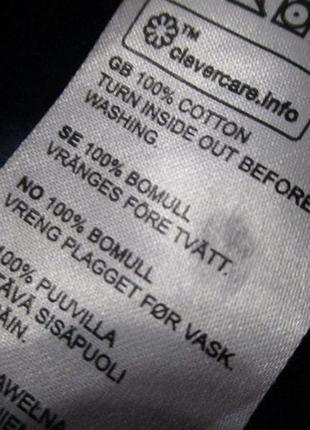 TM
clevercare.info
GB 100% COTTON
TURN INSIDE OUT BEFORE
WASHING.
SE 100% BOMULL
VRÄNGES FÖRE TVÄTT.
NO 100% BOMULL
VRENG PLAGGET FØR VASK.
100% PUUVILLA
SISÄPUOLI